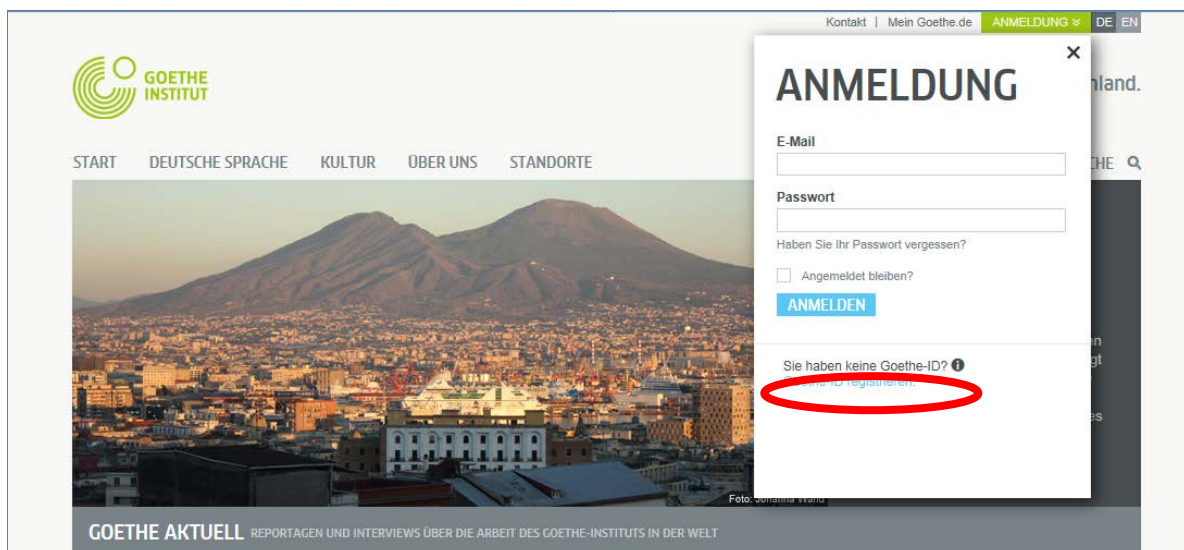 Kontakt | Mein Goethe.de ANMELDUNG DE EN
GOETHE
INSTITUT
START DEUTSCHE SPRACHE KULTUR ÜBER UNS STANDORTE
ANMELDUNG
E-Mail
Passwort
Haben Sie Ihr Passwort vergessen?
Angemeldet bleiben?
ANMELDEN
Sie haben keine Goethe-ID?
Goethe-ID registrieren.
Foto: Johanna Wand
GOETHE AKTUELL REPORTAGEN UND INTERVIEWS ÜBER DIE ARBEIT DES GOETHE-INSTITUTS IN DER WELT